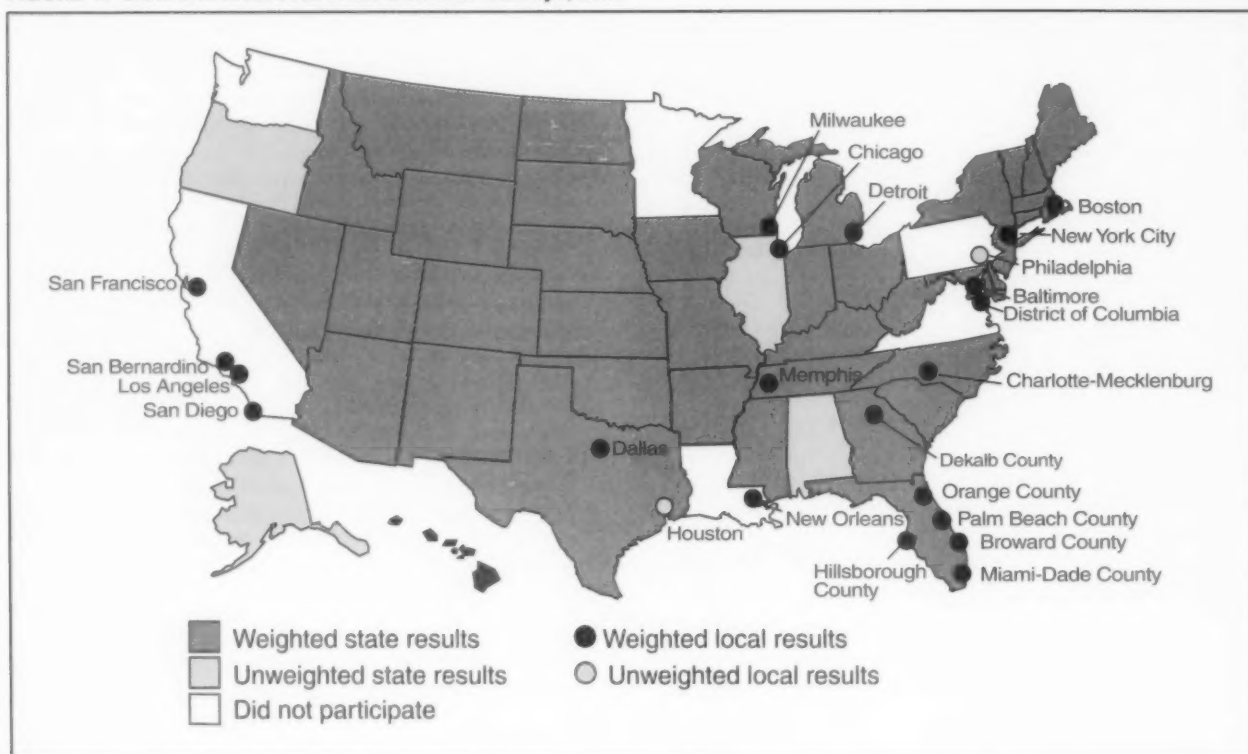 Milwaukee
Chicago
Detroit
Boston
New York City
Philadelphia
Baltimore
District of Columbia
San Francisco
San Bernardino
Los Angeles
San Diego
Memphis
Charlotte-Mecklenburg
Dallas
Dekalb County
Orange County
New Orleans
Palm Beach County
Houston
Broward County
Hillsborough
County
Miami-Dade County
Weighted state results
Weighted local results
Unweighted state results
Unweighted local results
Did not participate